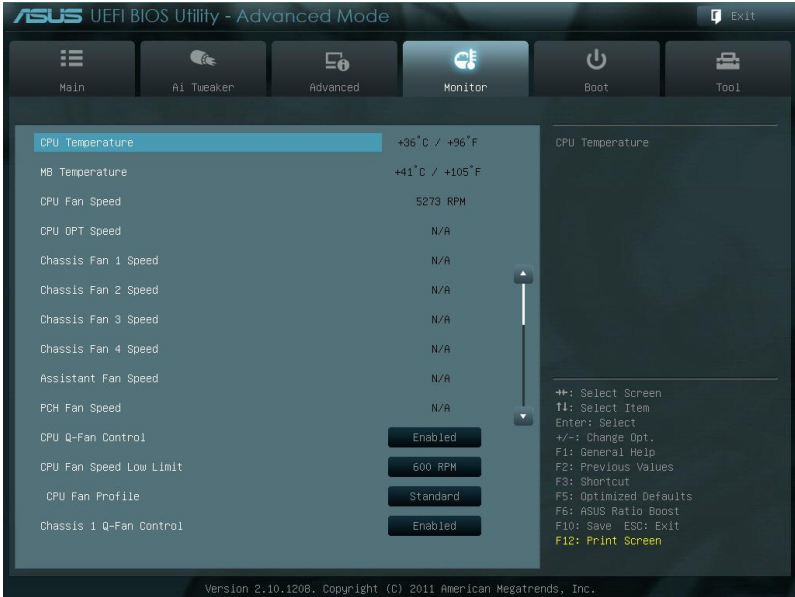 ASUS UEFI BIOS Utility - Advanced Mode
Exit
Main
Ai Tweaker
Advanced
Monitor
Boot
Tool
CPU Temperature +36°C / +96°F
MB Temperature +41°C / +105°F
CPU Fan Speed 5273 RPM
CPU OPT Speed N/A
Chassis Fan 1 Speed N/A
Chassis Fan 2 Speed N/A
Chassis Fan 3 Speed N/A
Chassis Fan 4 Speed N/A
Assistant Fan Speed N/A
PCH Fan Speed N/A
CPU Q-Fan Control Enabled
CPU Fan Speed Low Limit 600 RPM
CPU Fan Profile Standard
Chassis 1 Q-Fan Control Enabled
CPU Temperature
→←: Select Screen
↑↓: Select Item
Enter: Select
+/-: Change Opt.
F1: General Help
F2: Previous Values
F3: Shortcut
F5: Optimized Defaults
F6: ASUS Ratio Boost
F10: Save ESC: Exit
F12: Print Screen
Version 2.10.1208. Copyright (C) 2011 American Megatrends, Inc.